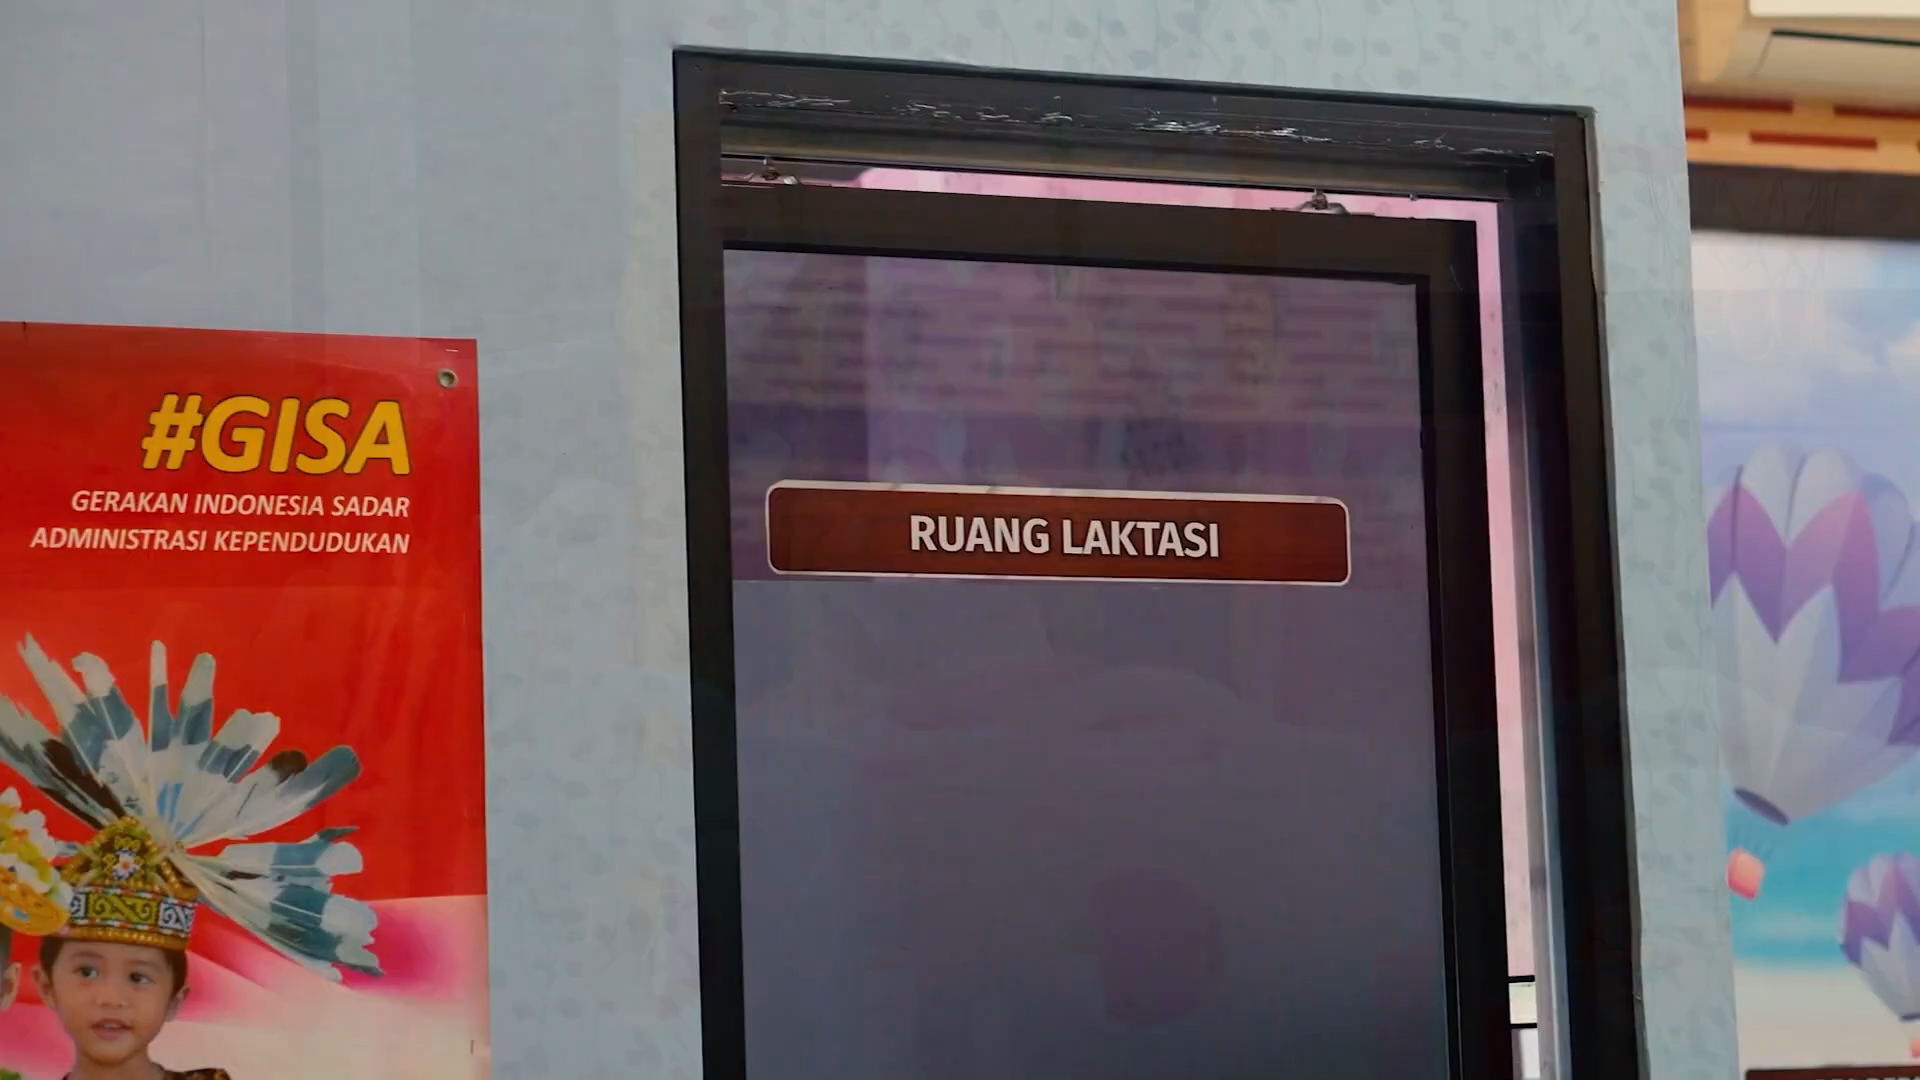 #GISA
GERAKAN INDONESIA SADAR
ADMINISTRASI KEPENDUDUKAN
RUANG LAKTASI